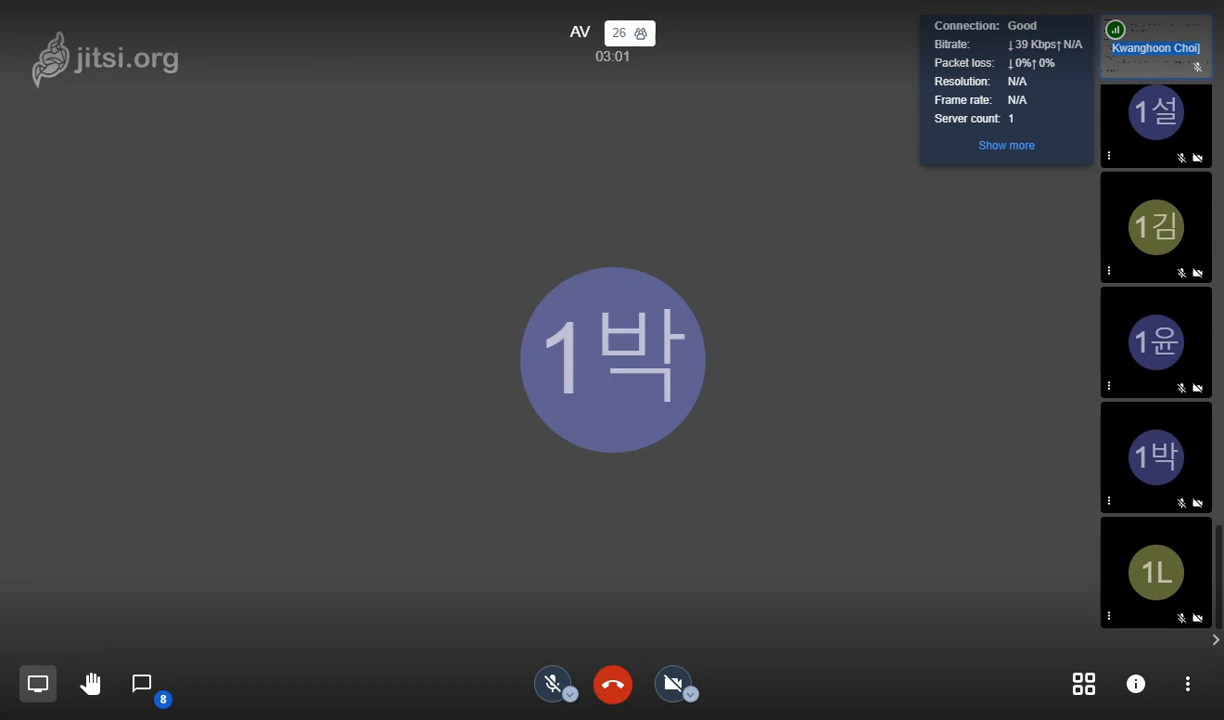 jitsi.org
AV 26
03:01
Connection: Good
Bitrate: ↓39 Kbps↑ N/A
Packet loss: ↓0%↑ 0%
Resolution: N/A
Frame rate: N/A
Server count: 1
Show more
Kwanghoon Choi]
1설
1김
1윤
1박
1L
1박
8